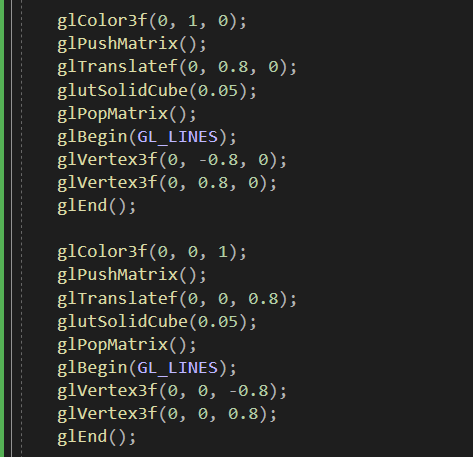 glColor3f(0, 1, 0);
glPushMatrix();
glTranslatef(0, 0.8, 0);
glutSolidCube(0.05);
glPopMatrix();
glBegin(GL_LINES);
glVertex3f(0, -0.8, 0);
glVertex3f(0, 0.8, 0);
glEnd();

glColor3f(0, 0, 1);
glPushMatrix();
glTranslatef(0, 0, 0.8);
glutSolidCube(0.05);
glPopMatrix();
glBegin(GL_LINES);
glVertex3f(0, 0, -0.8);
glVertex3f(0, 0, 0.8);
glEnd();